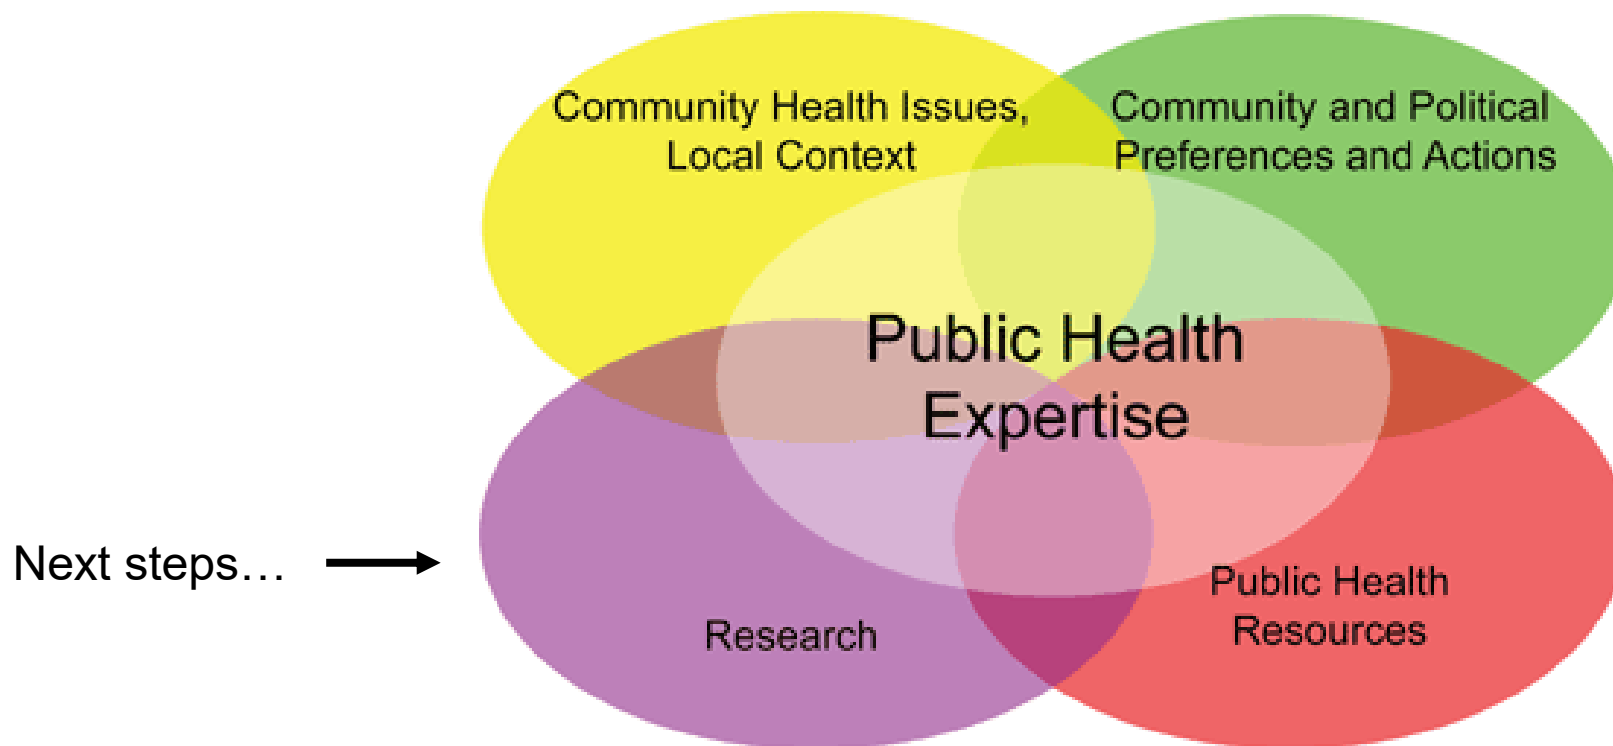 Community Health Issues,
Local Context
Community and Political
Preferences and Actions
Public Health
Expertise
Next steps…
Research
Public Health
Resources